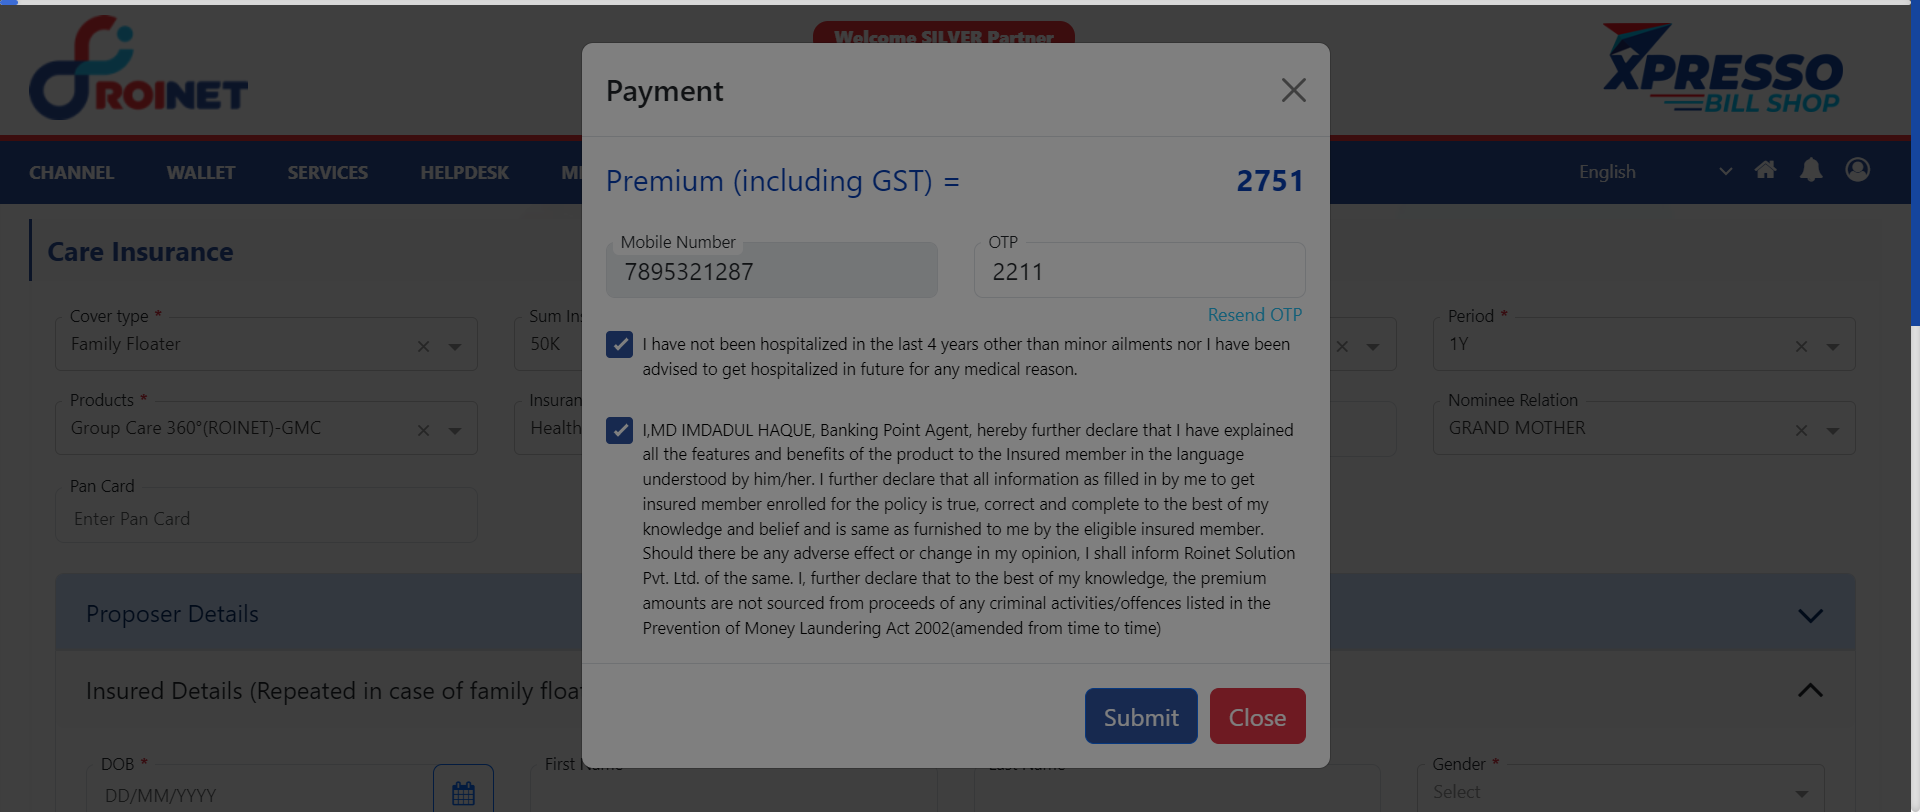 ROINET
Welcome SILVER Partner
XPRESSO
BILL SHOP
CHANNEL
WALLET
SERVICES
HELPDESK
English
Care Insurance
Cover type *
Family Floater
50K
Period *
1Y
Products *
Group Care 360°(ROINET)-GMC
Health
Nominee Relation
GRAND MOTHER
Pan Card
Enter Pan Card
Proposer Details
Insured Details (Repeated in case of family
DOB *
DD/MM/YYYY
First Name
Last Name
Gender *
Select
Payment
Premium (including GST) =
2751
Mobile Number
7895321287
OTP
2211
Resend OTP
I have not been hospitalized in the last 4 years other than minor ailments nor I have been
advised to get hospitalized in future for any medical reason.
I,MD IMDADUL HAQUE, Banking Point Agent, hereby further declare that I have explained
all the features and benefits of the product to the Insured member in the language
understood by him/her. I further declare that all information as filled in by me to get
insured member enrolled for the policy is true, correct and complete to the best of my
knowledge and belief and is same as furnished to me by the eligible insured member.
Should there be any adverse effect or change in my opinion, I shall inform Roinet Solution
Pvt. Ltd. of the same. I, further declare that to the best of my knowledge, the premium
amounts are not sourced from proceeds of any criminal activities/offences listed in the
Prevention of Money Laundering Act 2002(amended from time to time)
Submit
Close